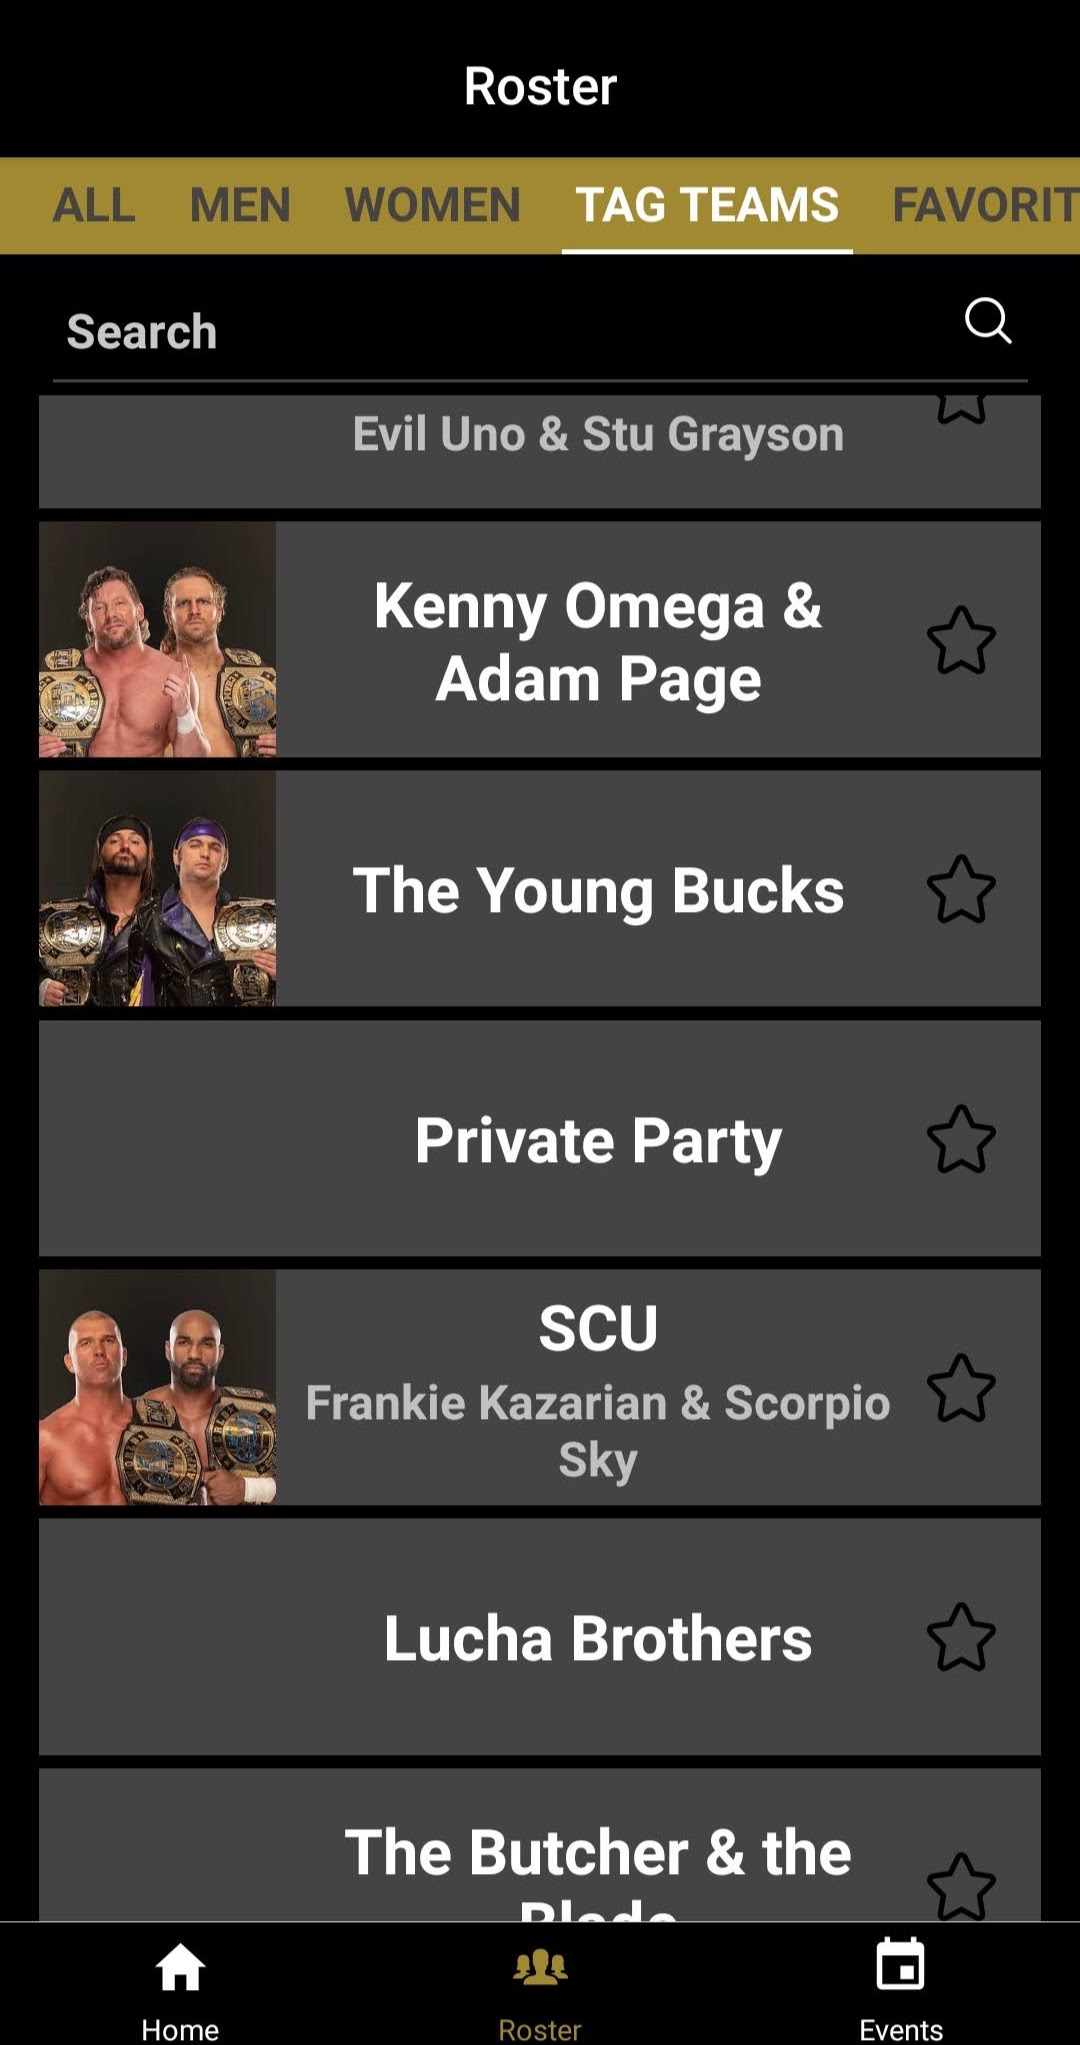 Roster
ALL MEN WOMEN TAG TEAMS FAVORIT
Search
Evil Uno & Stu Grayson
Kenny Omega &
Adam Page
The Young Bucks
Private Party
SCU
Frankie Kazarian & Scorpio
Sky
Lucha Brothers
The Butcher & the
Blade
Home Roster Events